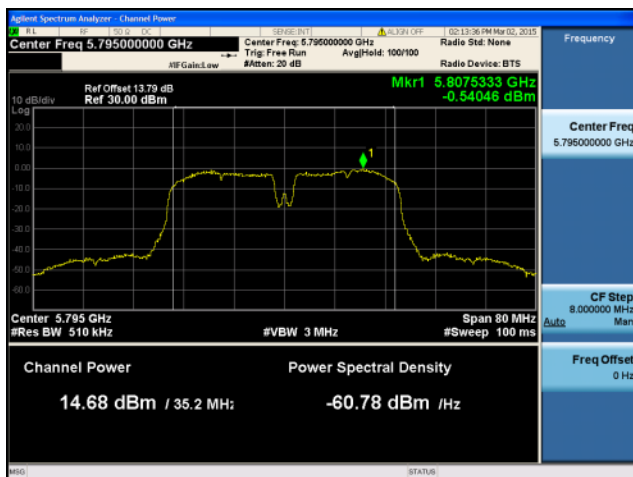 Agilent Spectrum Analyzer - Channel Power
RL RF 50 Ω DC SENSE:INT ALIGN OFF 02:13:36 PM Mar 02, 2015
Center Freq 5.795000000 GHz
Center Freq: 5.795000000 GHz
Radio Std: None
Trig: Free Run Avg|Hold: 100/100
#IFGain:Low #Atten: 20 dB Radio Device: BTS
Frequency
Mkr1 5.8075333 GHz
-0.54046 dBm
Ref Offset 13.79 dB
10 dB/div Ref 30.00 dBm
Log
20.0
10.0
0.00
-10.0
-20.0
-30.0
-40.0
-50.0
-60.0
1
Center 5.795 GHz Span 80 MHz
#Res BW 510 kHz #VBW 3 MHz #Sweep 100 ms
Channel Power Power Spectral Density
14.68 dBm / 35.2 MHz -60.78 dBm /Hz
Center Freq
5.795000000 GHz
CF Step
8.000000 MHz
Auto Man
Freq Offset
0 Hz
MSG STATUS